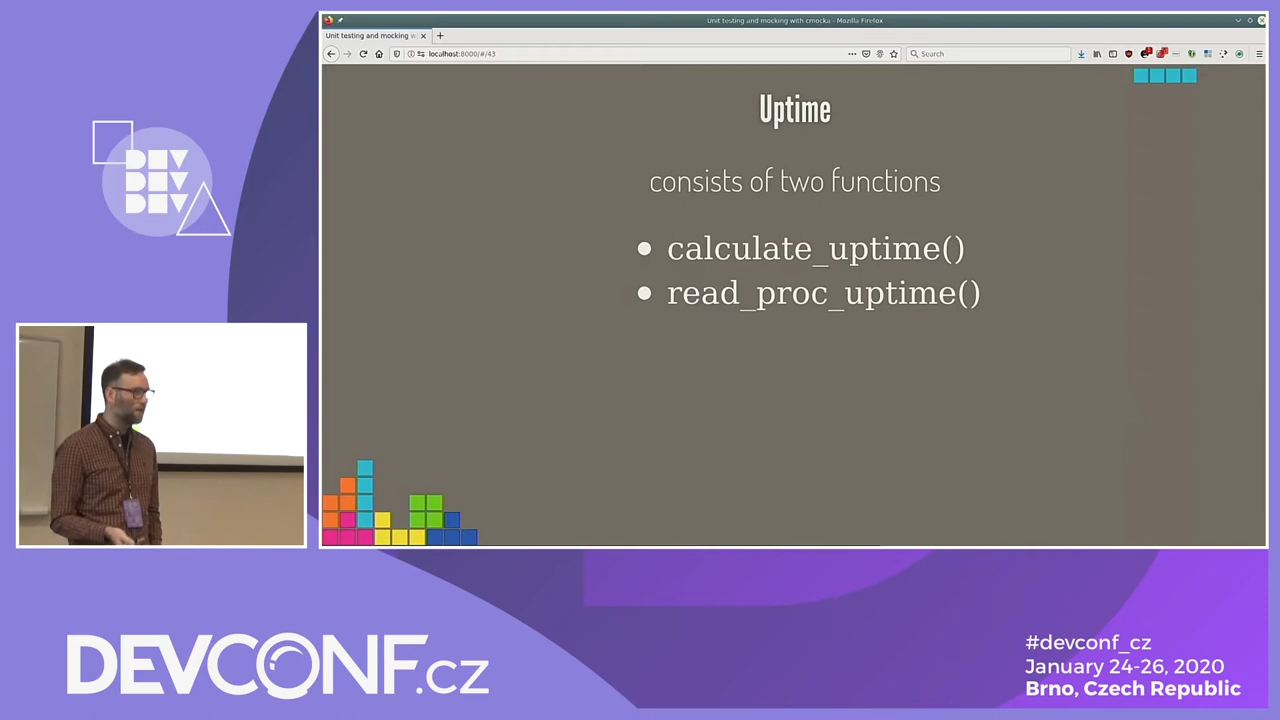 Unit testing and mocking with cmocka - Mozilla Firefox
Unit testing and mocking w
localhost:8000/#/43
Search
Uptime
consists of two functions
calculate_uptime()
read_proc_uptime()
DEV
DEV
DEV
DEVCONF.cz
#devconf_cz
January 24-26, 2020
Brno, Czech Republic